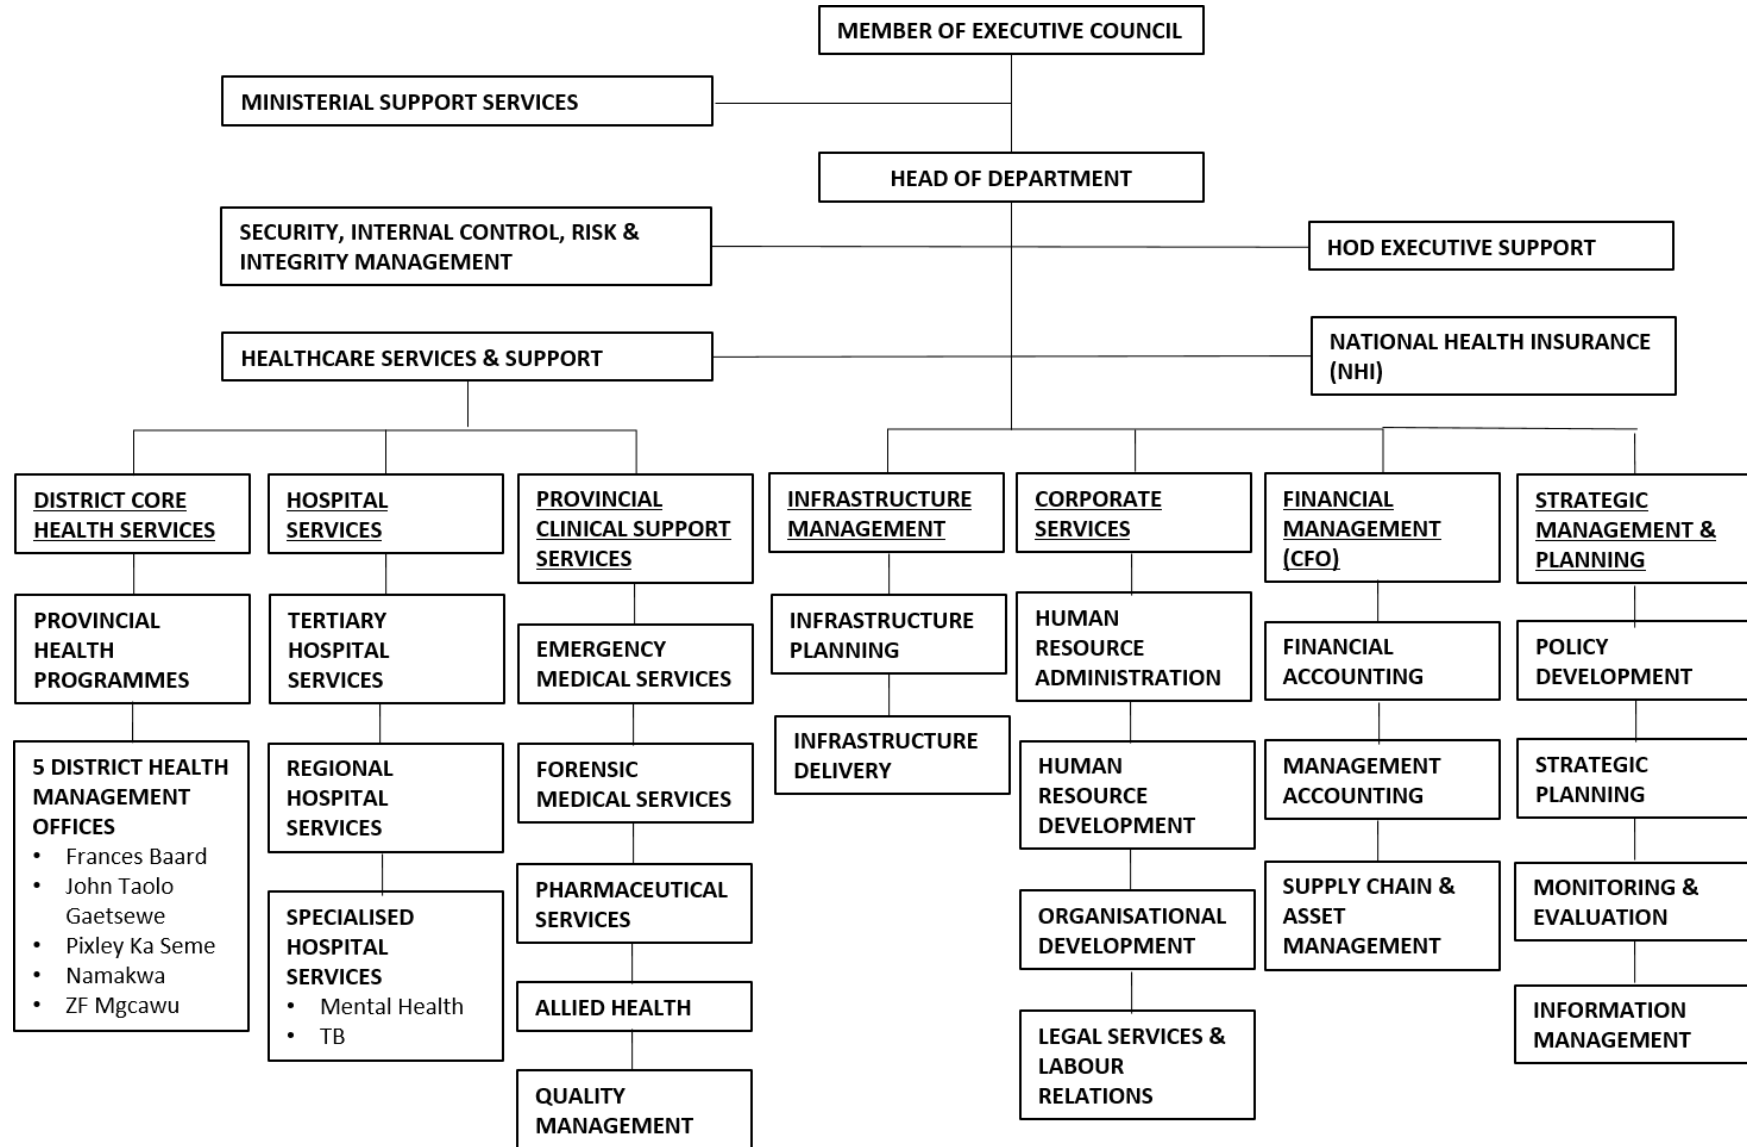 MEMBER OF EXECUTIVE COUNCIL
MINISTERIAL SUPPORT SERVICES
HEAD OF DEPARTMENT
SECURITY, INTERNAL CONTROL, RISK &
INTEGRITY MANAGEMENT
HOD EXECUTIVE SUPPORT
HEALTHCARE SERVICES & SUPPORT
NATIONAL HEALTH INSURANCE
(NHI)
DISTRICT CORE
HEALTH SERVICES
PROVINCIAL
HEALTH
PROGRAMMES
5 DISTRICT HEALTH
MANAGEMENT
OFFICES
• Frances Baard
• John Taolo
Gaetsewe
• Pixley Ka Seme
• Namakwa
• ZF Mgcawu
HOSPITAL
SERVICES
TERTIARY
HOSPITAL
SERVICES
REGIONAL
HOSPITAL
SERVICES
SPECIALISED
HOSPITAL
SERVICES
• Mental Health
• TB
PROVINCIAL
CLINICAL SUPPORT
SERVICES
EMERGENCY
MEDICAL SERVICES
FORENSIC
MEDICAL SERVICES
PHARMACEUTICAL
SERVICES
ALLIED HEALTH
QUALITY
MANAGEMENT
INFRASTRUCTURE
MANAGEMENT
INFRASTRUCTURE
PLANNING
INFRASTRUCTURE
DELIVERY
CORPORATE
SERVICES
HUMAN
RESOURCE
ADMINISTRATION
HUMAN
RESOURCE
DEVELOPMENT
ORGANISATIONAL
DEVELOPMENT
LEGAL SERVICES &
LABOUR
RELATIONS
FINANCIAL
MANAGEMENT
(CFO)
FINANCIAL
ACCOUNTING
MANAGEMENT
ACCOUNTING
SUPPLY CHAIN &
ASSET
MANAGEMENT
STRATEGIC
MANAGEMENT &
PLANNING
POLICY
DEVELOPMENT
STRATEGIC
PLANNING
MONITORING &
EVALUATION
INFORMATION
MANAGEMENT